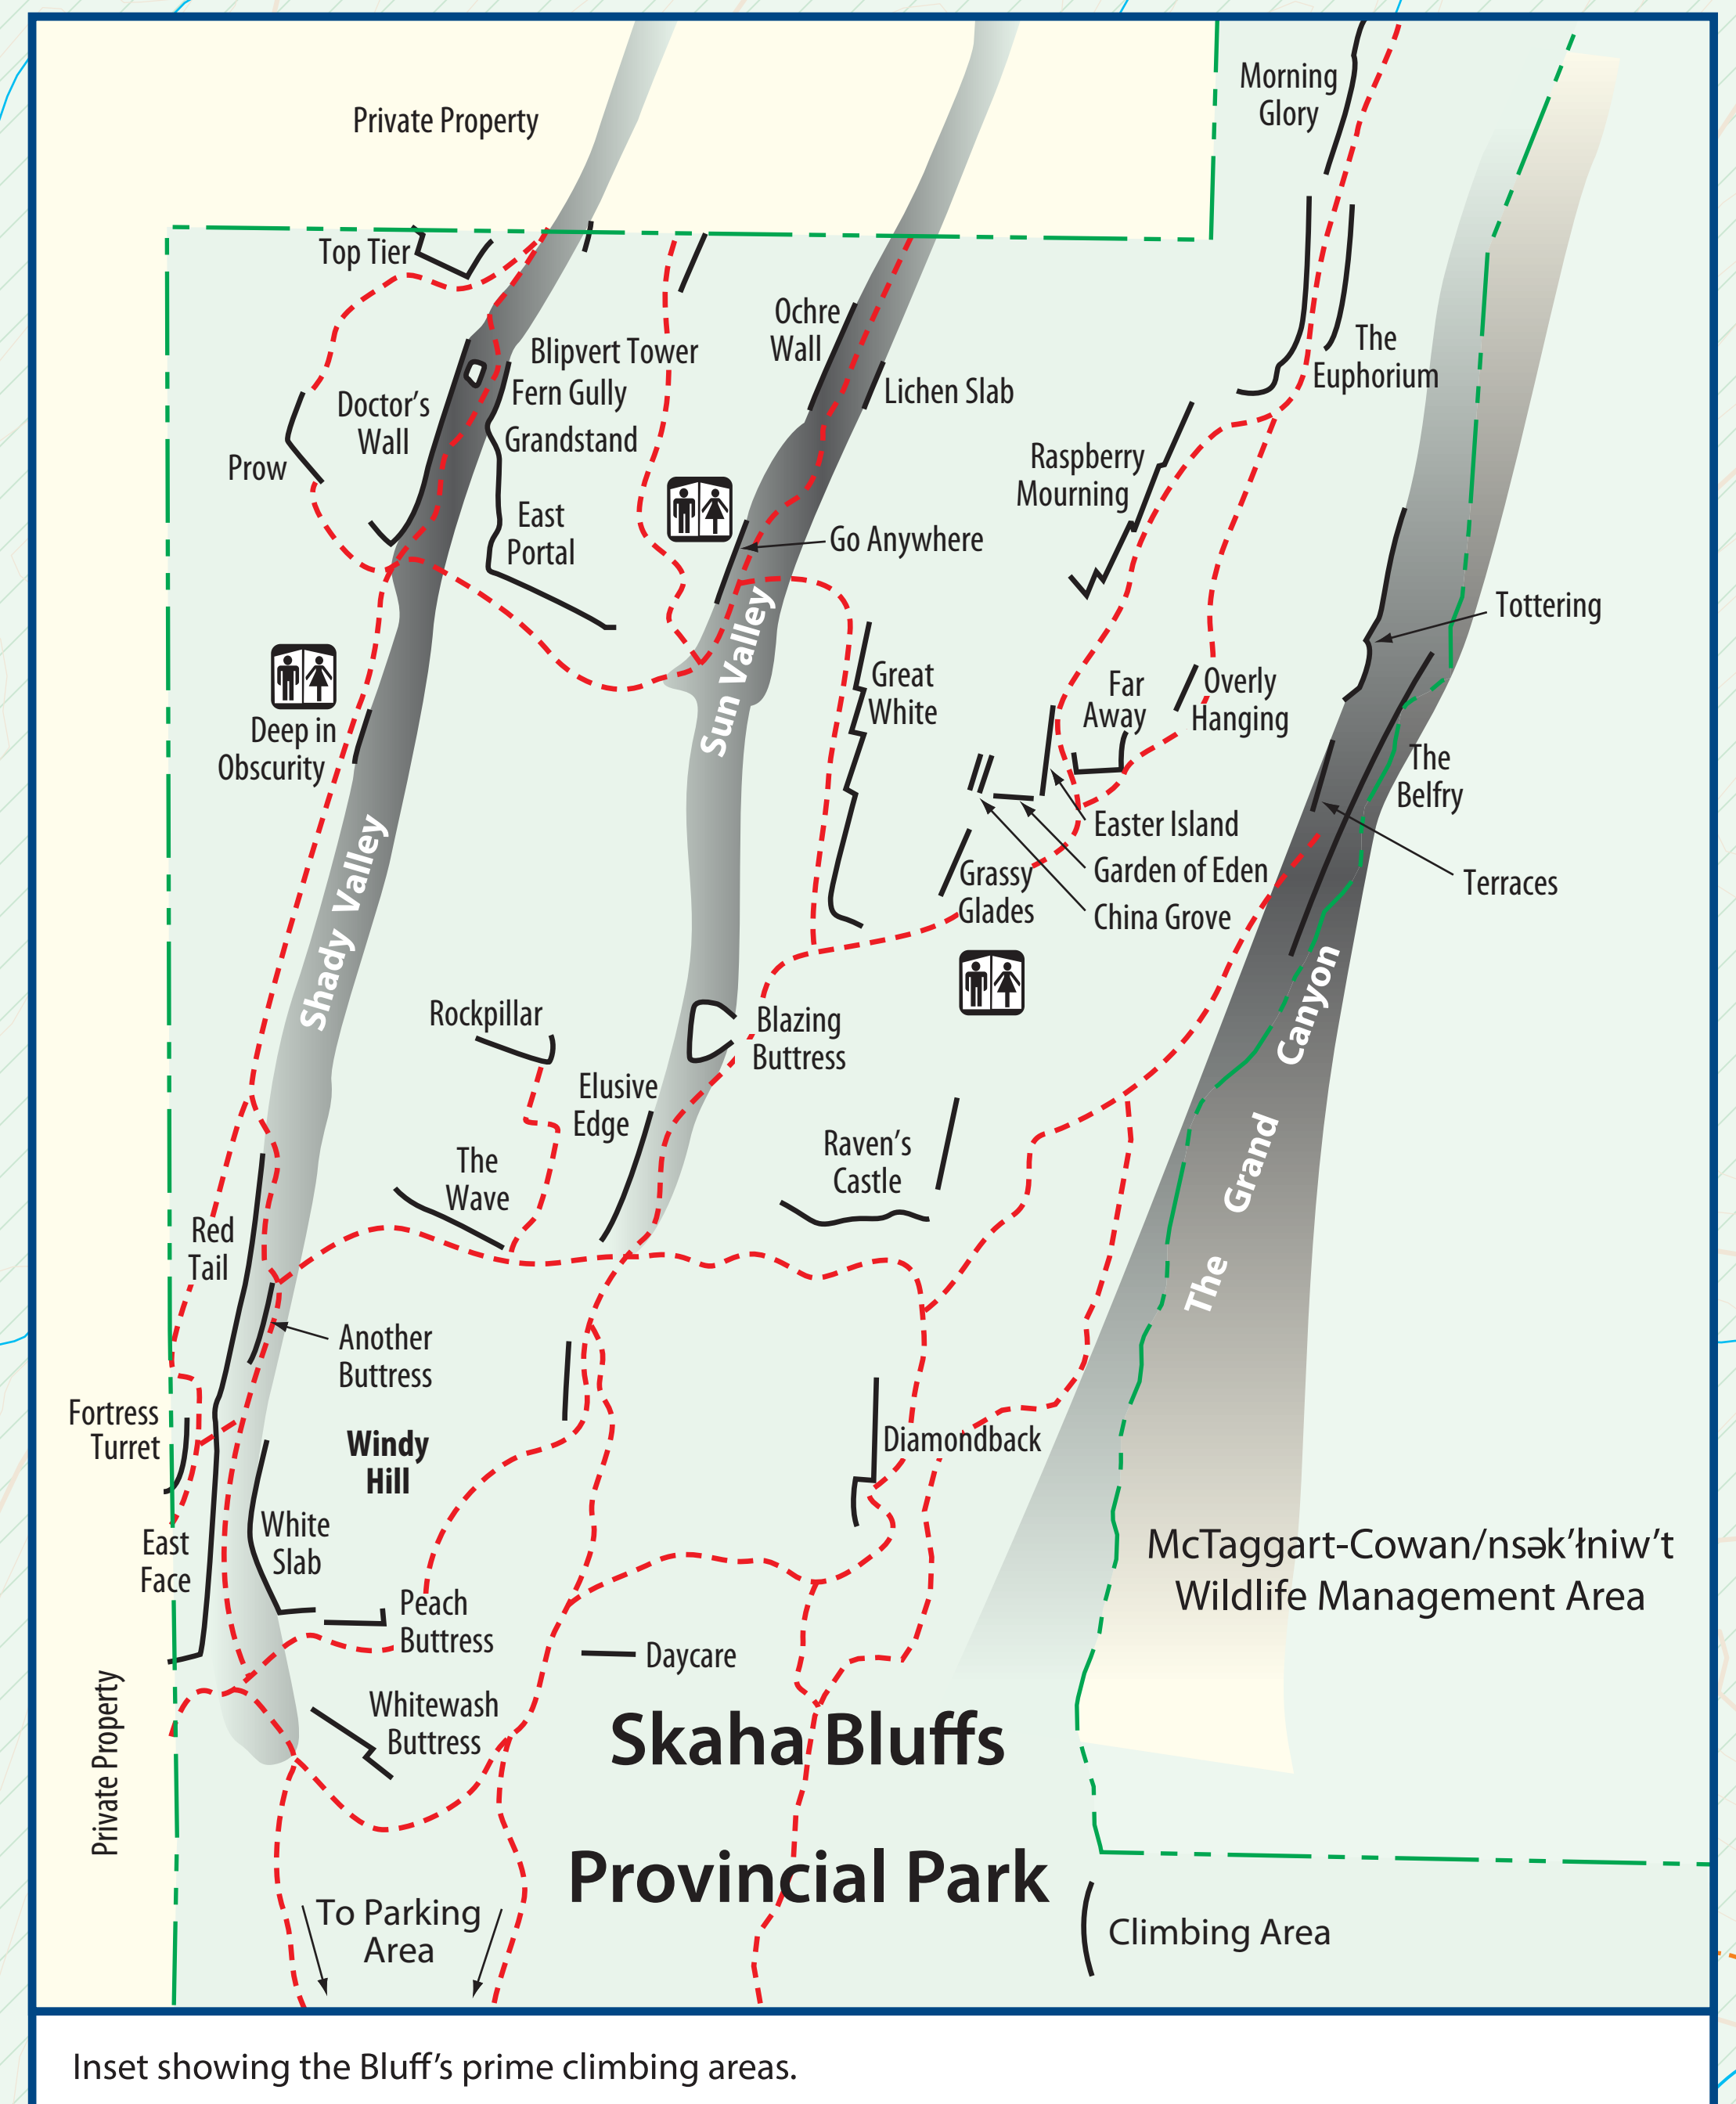 Private Property
Morning
Glory
Top Tier
Ochre
Wall
Blipvert Tower
Fern Gully
Lichen Slab
The
Euphorium
Doctor's
Wall
Grandstand
Prow
Raspberry
Mourning
East
Portal
Go Anywhere
Tottering
Sun Valley
Great
White
Far
Away
Overly
Hanging
Deep in
Obscurity
The
Belfry
Easter Island
Garden of Eden
China Grove
Grassy
Glades
Terraces
Shady Valley
Rockpillar
Blazing
Buttress
The Grand Canyon
Elusive
Edge
The
Wave
Raven's
Castle
Red
Tail
Another
Buttress
Fortress
Turret
Windy
Hill
Diamondback
East
Face
White
Slab
McTaggart-Cowan/nsək'łniw't
Wildlife Management Area
Peach
Buttress
Daycare
Private Property
Whitewash
Buttress
Skaha Bluffs
Provincial Park
To Parking
Area
Climbing Area
Inset showing the Bluff's prime climbing areas.